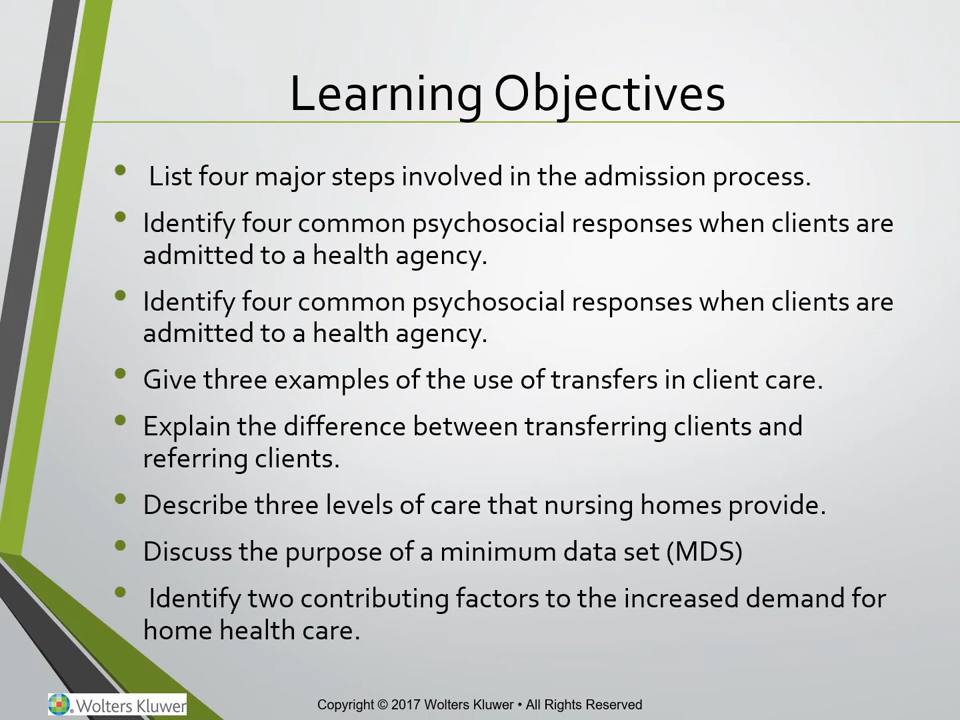 Learning Objectives
• List four major steps involved in the admission process.
• Identify four common psychosocial responses when clients are
admitted to a health agency.
• Identify four common psychosocial responses when clients are
admitted to a health agency.
• Give three examples of the use of transfers in client care.
• Explain the difference between transferring clients and
referring clients.
• Describe three levels of care that nursing homes provide.
• Discuss the purpose of a minimum data set (MDS)
• Identify two contributing factors to the increased demand for
home health care.
Wolters Kluwer
Copyright © 2017 Wolters Kluwer • All Rights Reserved